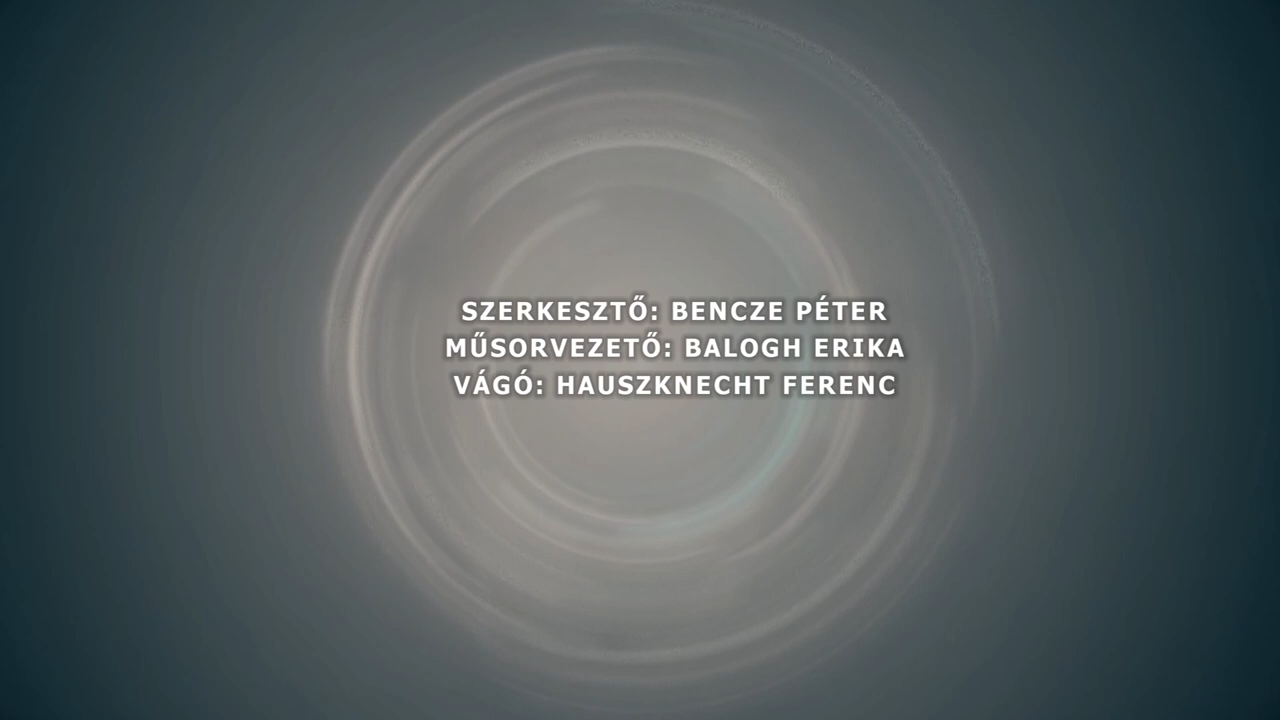 SZERKESZTŐ: BENCZE PÉTER
MŰSORVEZETŐ: BALOGH ERIKA
VÁGÓ: HAUSZKNECHT FERENC